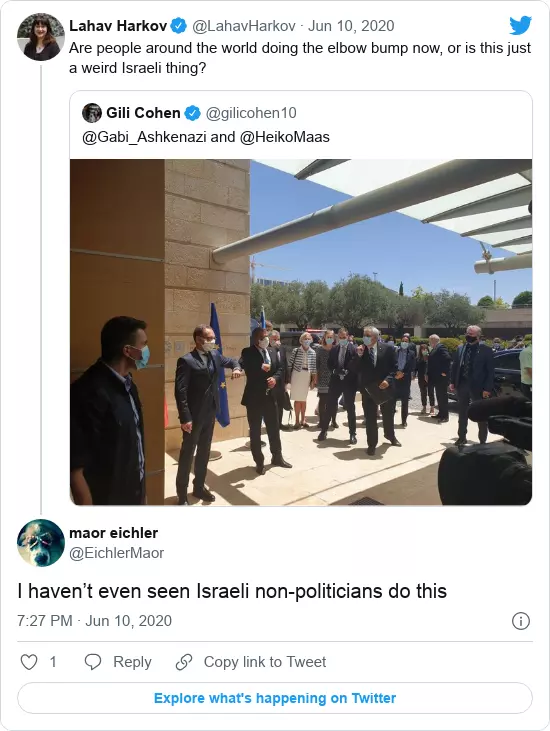 Lahav Harkov @LahavHarkov · Jun 10, 2020
Are people around the world doing the elbow bump now, or is this just
a weird Israeli thing?
Gili Cohen @gilicohen10
@Gabi_Ashkenazi and @HeikoMaas
maor eichler
@EichlerMaor
I haven’t even seen Israeli non-politicians do this
7:27 PM · Jun 10, 2020
1 Reply Copy link to Tweet
Explore what's happening on Twitter